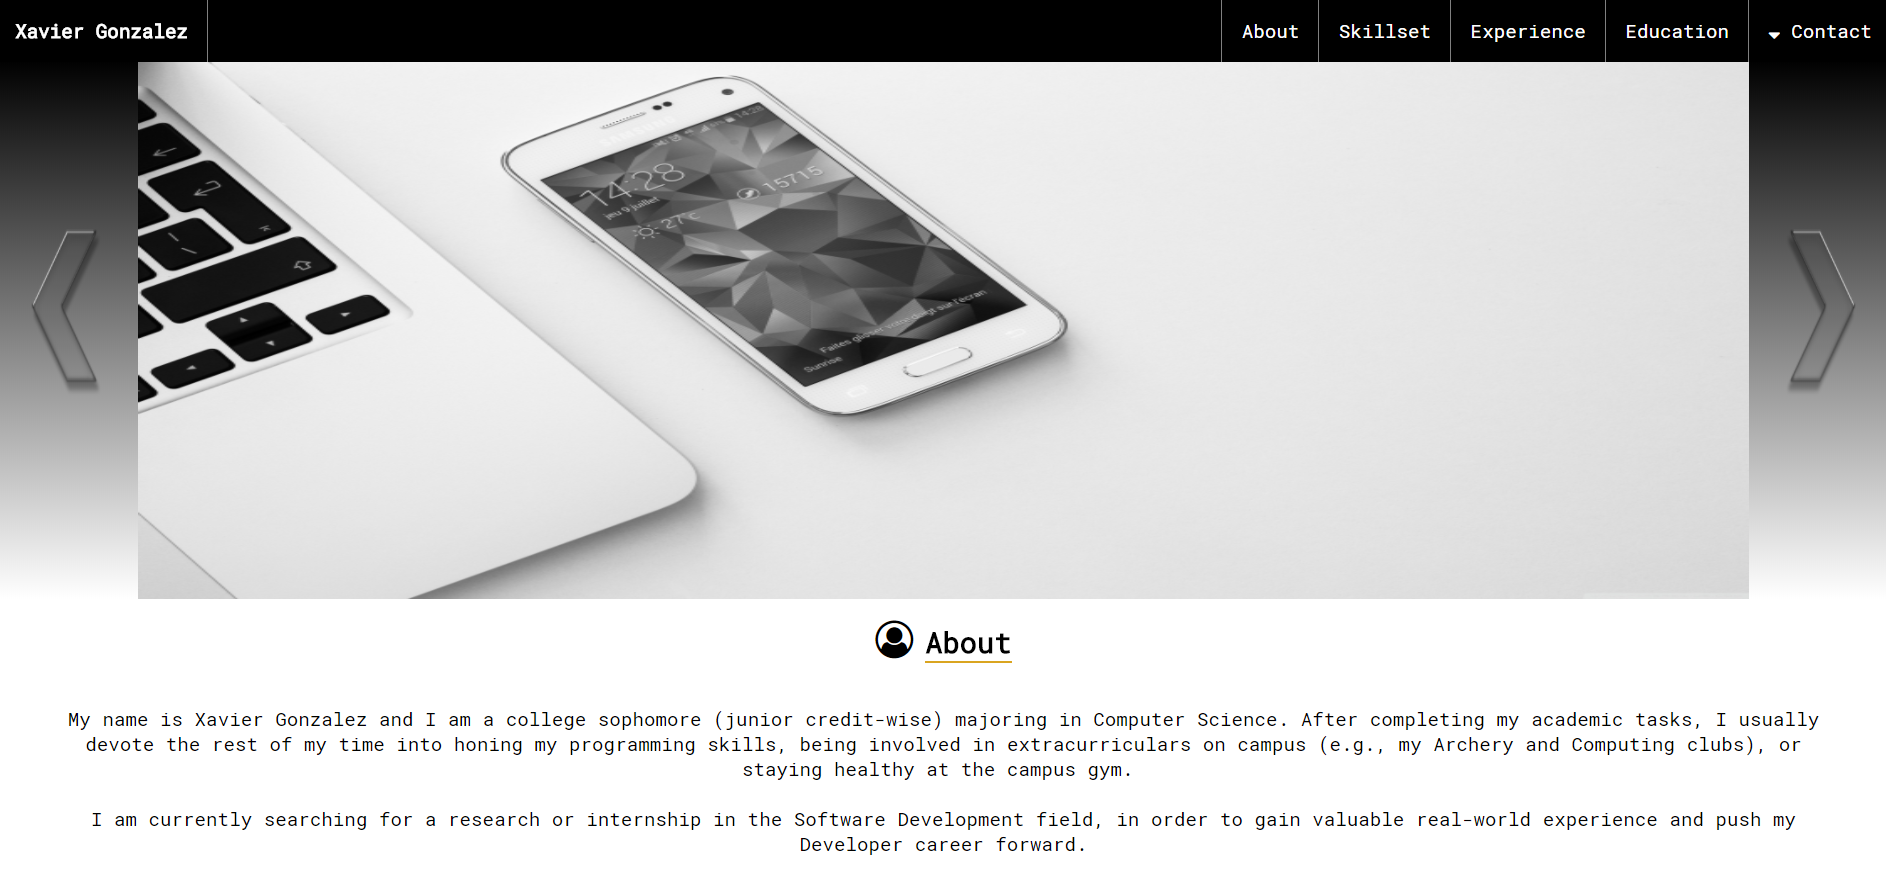 Xavier Gonzalez
About
Skillset
Experience
Education
Contact
14:28
jeu 9 juillet
15715
27°C
Faites glisser votre doigt sur l'écran
Sunrise
About
My name is Xavier Gonzalez and I am a college sophomore (junior credit-wise) majoring in Computer Science. After completing my academic tasks, I usually
devote the rest of my time into honing my programming skills, being involved in extracurriculars on campus (e.g., my Archery and Computing clubs), or
staying healthy at the campus gym.
I am currently searching for a research or internship in the Software Development field, in order to gain valuable real-world experience and push my
Developer career forward.